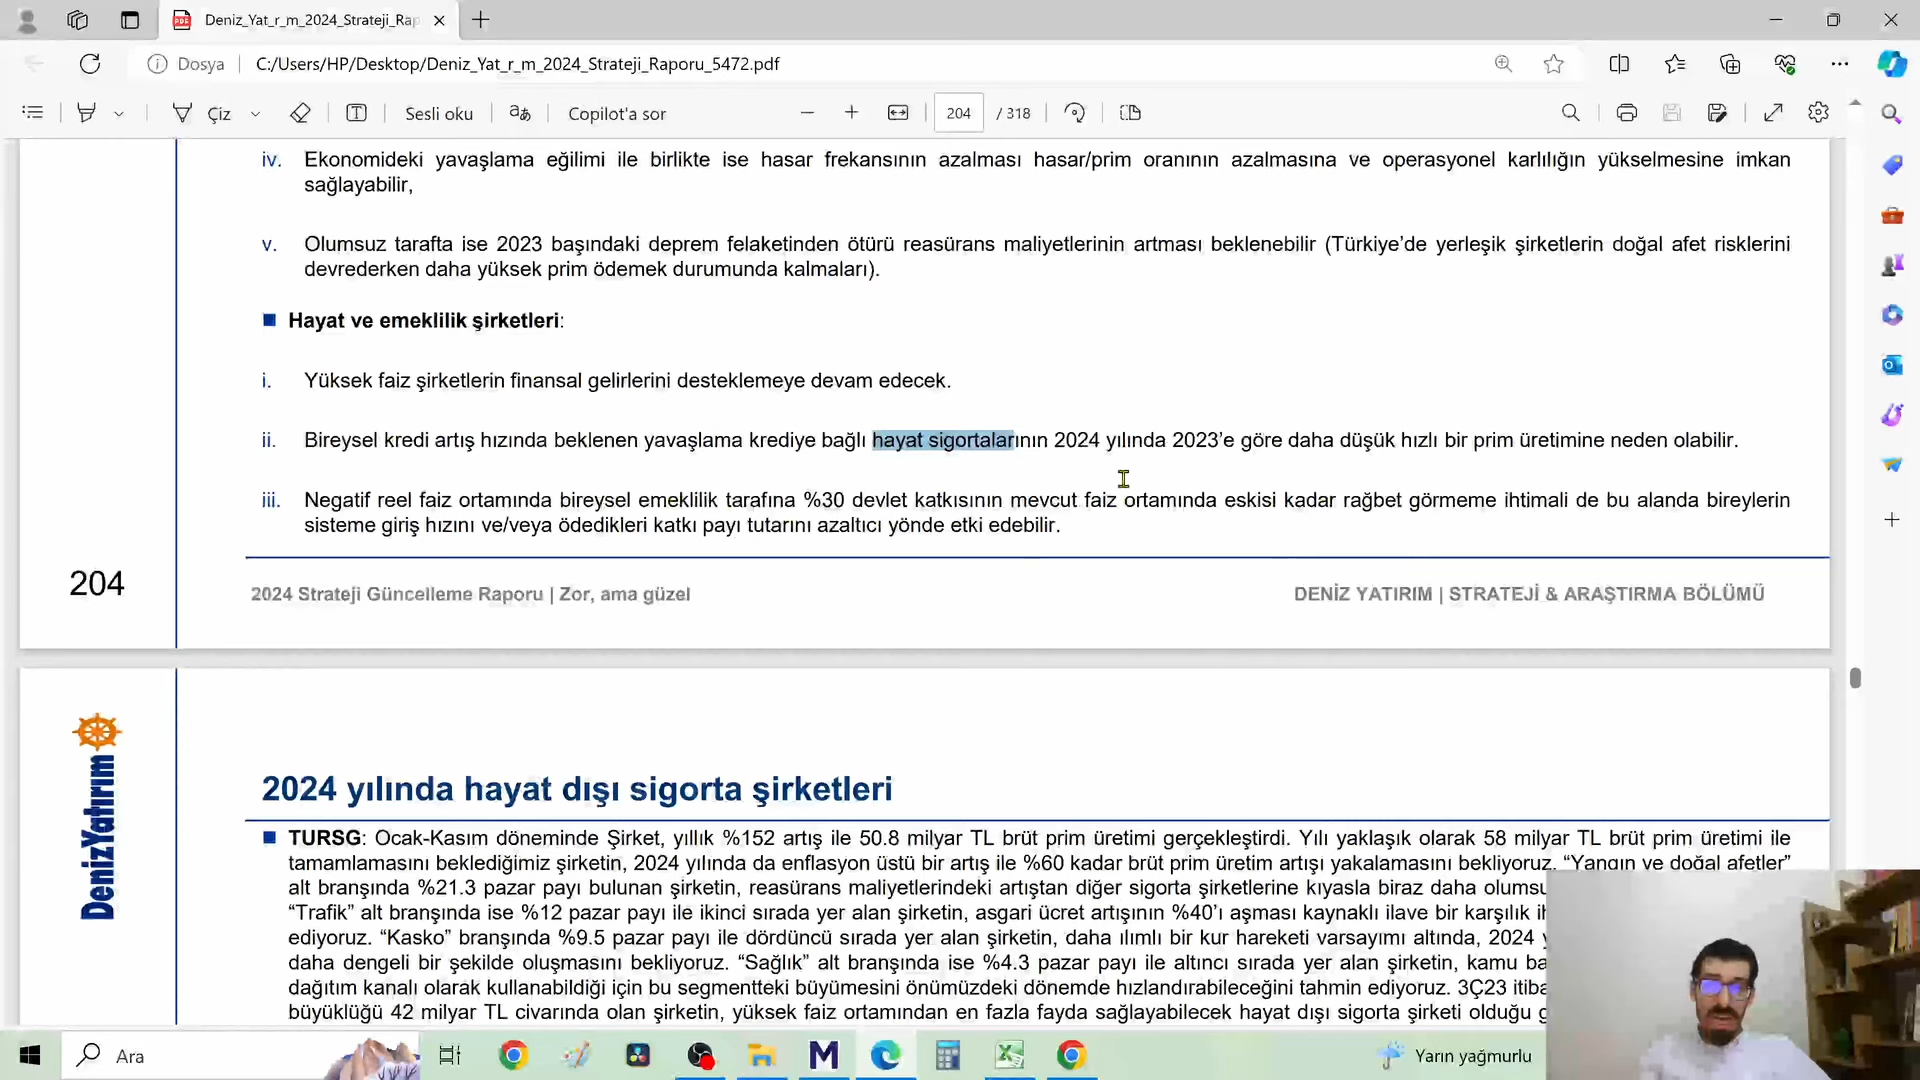 Deniz_Yat_r_m_2024_Strateji_Rap
Dosya
C:/Users/HP/Desktop/Deniz_Yat_r_m_2024_Strateji_Raporu_5472.pdf
Çiz
Sesli oku
Copilot'a sor
204 / 318
iv. Ekonomideki yavaşlama eğilimi ile birlikte ise hasar frekansının azalması hasar/prim oranının azalmasına ve operasyonel karlılığın yükselmesine imkan
sağlayabilir,
v. Olumsuz tarafta ise 2023 başındaki deprem felaketinden ötürü reasürans maliyetlerinin artması beklenebilir (Türkiye’de yerleşik şirketlerin doğal afet risklerini
devrederken daha yüksek prim ödemek durumunda kalmaları).
■ Hayat ve emeklilik şirketleri:
i. Yüksek faiz şirketlerin finansal gelirlerini desteklemeye devam edecek.
ii. Bireysel kredi artış hızında beklenen yavaşlama krediye bağlı hayat sigortalarının 2024 yılında 2023’e göre daha düşük hızlı bir prim üretimine neden olabilir.
iii. Negatif reel faiz ortamında bireysel emeklilik tarafına %30 devlet katkısının mevcut faiz ortamında eskisi kadar rağbet görmeme ihtimali de bu alanda bireylerin
sisteme giriş hızını ve/veya ödedikleri katkı payı tutarını azaltıcı yönde etki edebilir.
204
2024 Strateji Güncelleme Raporu | Zor, ama güzel
DENİZ YATIRIM | STRATEJİ & ARAŞTIRMA BÖLÜMÜ
DenizYatırım
2024 yılında hayat dışı sigorta şirketleri
■ TURSG: Ocak-Kasım döneminde Şirket, yıllık %152 artış ile 50.8 milyar TL brüt prim üretimi gerçekleştirdi. Yılı yaklaşık olarak 58 milyar TL brüt prim üretimi ile
tamamlamasını beklediğimiz şirketin, 2024 yılında da enflasyon üstü bir artış ile %60 kadar brüt prim üretim artışı yakalamasını bekliyoruz. “Yangın ve doğal afetler”
alt branşında %21.3 pazar payı bulunan şirketin, reasürans maliyetlerindeki artıştan diğer sigorta şirketlerine kıyasla biraz daha olumsu
“Trafik” alt branşında ise %12 pazar payı ile ikinci sırada yer alan şirketin, asgari ücret artışının %40’ı aşması kaynaklı ilave bir karşılık
ediyoruz. “Kasko” branşında %9.5 pazar payı ile dördüncü sırada yer alan şirketin, daha ılımlı bir kur hareketi varsayımı altında, 2024
daha dengeli bir şekilde oluşmasını bekliyoruz. “Sağlık” alt branşında ise %4.3 pazar payı ile altıncı sırada yer alan şirketin, kamu ba
dağıtım kanalı olarak kullanabildiği için bu segmentteki büyümesini önümüzdeki dönemde hızlandırabileceğini tahmin ediyoruz. 3Ç23 itiba
büyüklüğü 42 milyar TL civarında olan şirketin, yüksek faiz ortamından en fazla fayda sağlayabilecek hayat dışı sigorta şirketi olduğu
Ara
Yarın yağmurlu